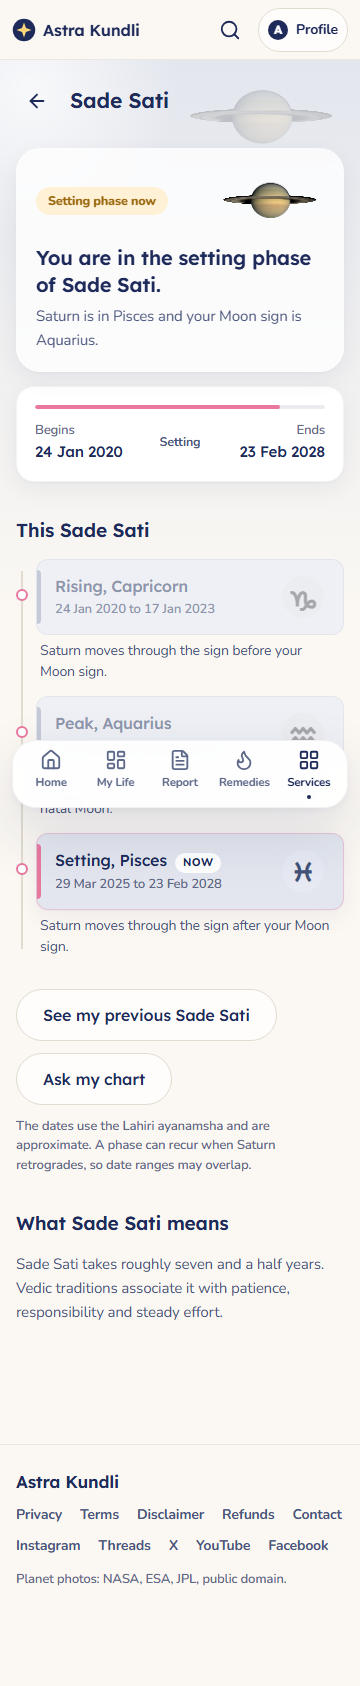 Astra Kundli
A Profile
Sade Sati
Setting phase now
You are in the setting phase
of Sade Sati.
Saturn is in Pisces and your Moon sign is
Aquarius.
Begins
24 Jan 2020
Setting
Ends
23 Feb 2028
This Sade Sati
Rising, Capricorn
24 Jan 2020 to 17 Jan 2023
Saturn moves through the sign before your
Moon sign.
Peak, Aquarius
Home
My Life
Report
Remedies
Services
natal Moon.
Setting, Pisces NOW
29 Mar 2025 to 23 Feb 2028
Saturn moves through the sign after your Moon
sign.
See my previous Sade Sati
Ask my chart
The dates use the Lahiri ayanamsha and are
approximate. A phase can recur when Saturn
retrogrades, so date ranges may overlap.
What Sade Sati means
Sade Sati takes roughly seven and a half years.
Vedic traditions associate it with patience,
responsibility and steady effort.
Astra Kundli
Privacy Terms Disclaimer Refunds Contact
Instagram Threads X YouTube Facebook
Planet photos: NASA, ESA, JPL, public domain.